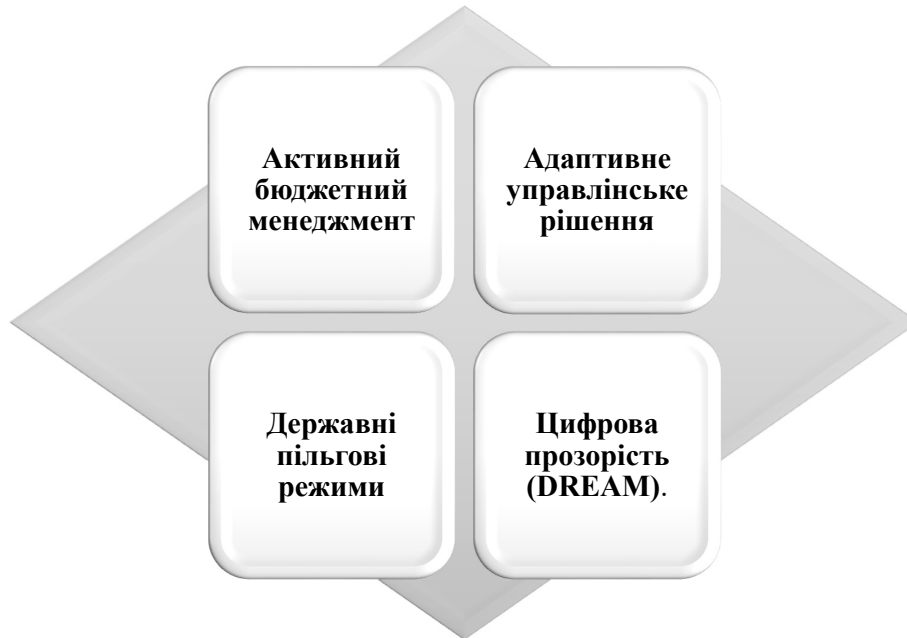 Активний
бюджетний
менеджмент
Адаптивне
управлінське
рішення
Державні
пільгові
режими
Цифрова
прозорість
(DREAM).